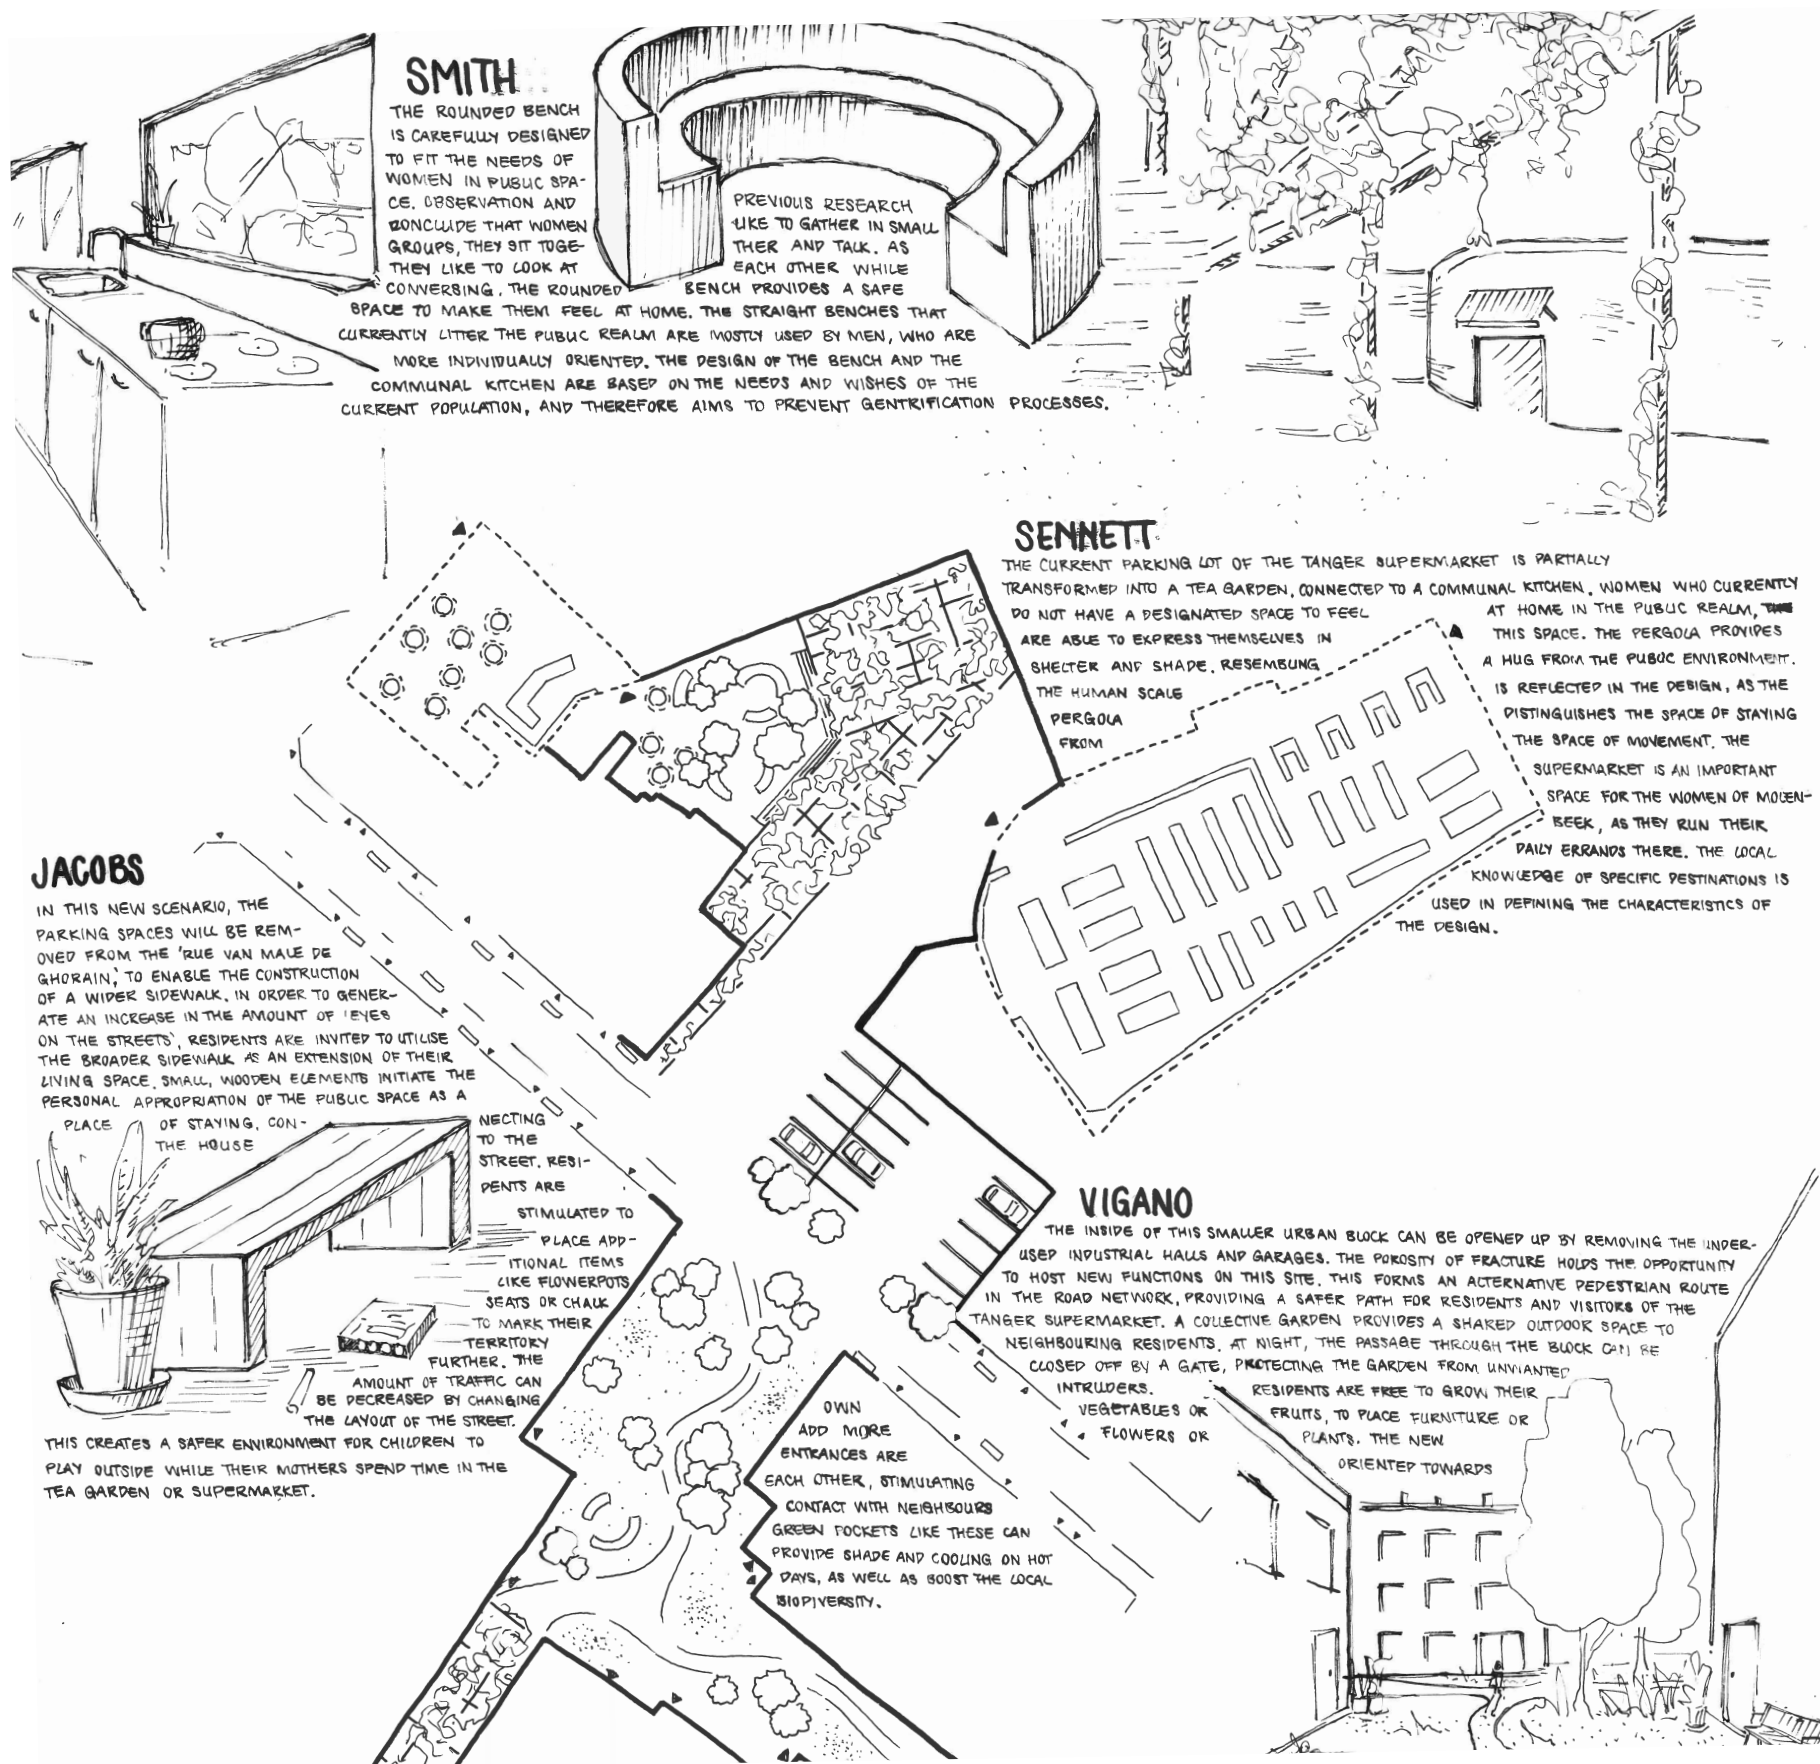 SMITH
THE ROUNDED BENCH
IS CAREFULLY DESIGNED
TO FIT THE NEEDS OF
WOMEN IN PUBLIC SPA-
CE. OBSERVATION AND PREVIOUS RESEARCH
CONCLUDE THAT WOMEN LIKE TO GATHER IN SMALL
GROUPS, THEY SIT TOGE- THER AND TALK. AS
THEY LIKE TO LOOK AT EACH OTHER WHILE
CONVERSING. THE ROUNDED BENCH PROVIDES A SAFE
SPACE TO MAKE THEM FEEL AT HOME. THE STRAIGHT BENCHES THAT
CURRENTLY LITTER THE PUBLIC REALM ARE MOSTLY USED BY MEN, WHO ARE
MORE INDIVIDUALLY ORIENTED. THE DESIGN OF THE BENCH AND THE
COMMUNAL KITCHEN ARE BASED ON THE NEEDS AND WISHES OF THE
CURRENT POPULATION, AND THEREFORE AIMS TO PREVENT GENTRIFICATION PROCESSES.
SENNETT
THE CURRENT PARKING LOT OF THE TANGER SUPERMARKET IS PARTIALLY
TRANSFORMED INTO A TEA GARDEN, CONNECTED TO A COMMUNAL KITCHEN. WOMEN WHO CURRENTLY
DO NOT HAVE A DESIGNATED SPACE TO FEEL AT HOME IN THE PUBLIC REALM,
ARE ABLE TO EXPRESS THEMSELVES IN THIS SPACE. THE PERGOLA PROVIDES
SHELTER AND SHADE, RESEMBLING A HUG FROM THE PUBLIC ENVIRONMENT.
THE HUMAN SCALE IS REFLECTED IN THE DESIGN, AS THE
PERGOLA DISTINGUISHES THE SPACE OF STAYING
FROM THE SPACE OF MOVEMENT. THE
SUPERMARKET IS AN IMPORTANT
SPACE FOR THE WOMEN OF MOLEN-
BEEK, AS THEY RUN THEIR
DAILY ERRANDS THERE. THE LOCAL
KNOWLEDGE OF SPECIFIC DESTINATIONS IS
USED IN DEFINING THE CHARACTERISTICS OF
THE DESIGN.
JACOBS
IN THIS NEW SCENARIO, THE
PARKING SPACES WILL BE REM-
OVED FROM THE 'RUE VAN MALE DE
GHORAIN', TO ENABLE THE CONSTRUCTION
OF A WIDER SIDEWALK. IN ORDER TO GENER-
ATE AN INCREASE IN THE AMOUNT OF 'EYES
ON THE STREETS', RESIDENTS ARE INVITED TO UTILISE
THE BROADER SIDEWALK AS AN EXTENSION OF THEIR
LIVING SPACE. SMALL, WOODEN ELEMENTS INITIATE THE
PERSONAL APPROPRIATION OF THE PUBLIC SPACE AS A
PLACE OF STAYING, CON- NECTING
THE HOUSE TO THE
STREET. RESI-
DENTS ARE
STIMULATED TO
PLACE ADD-
ITIONAL ITEMS
LIKE FLOWERPOTS
SEATS OR CHALK
TO MARK THEIR
TERRITORY
FURTHER. THE
AMOUNT OF TRAFFIC CAN
BE DECREASED BY CHANGING
THE LAYOUT OF THE STREET.
THIS CREATES A SAFER ENVIRONMENT FOR CHILDREN TO
PLAY OUTSIDE WHILE THEIR MOTHERS SPEND TIME IN THE
TEA GARDEN OR SUPERMARKET.
VIGANO
THE INSIDE OF THIS SMALLER URBAN BLOCK CAN BE OPENED UP BY REMOVING THE UNDER-
USED INDUSTRIAL HALLS AND GARAGES. THE POROSITY OF FRACTURE HOLDS THE OPPORTUNITY
TO HOST NEW FUNCTIONS ON THIS SITE. THIS FORMS AN ALTERNATIVE PEDESTRIAN ROUTE
IN THE ROAD NETWORK, PROVIDING A SAFER PATH FOR RESIDENTS AND VISITORS OF THE
TANGER SUPERMARKET. A COLLECTIVE GARDEN PROVIDES A SHARED OUTDOOR SPACE TO
NEIGHBOURING RESIDENTS. AT NIGHT, THE PASSAGE THROUGH THE BLOCK CAN BE
CLOSED OFF BY A GATE, PROTECTING THE GARDEN FROM UNWANTED
INTRUDERS. RESIDENTS ARE FREE TO GROW THEIR
OWN VEGETABLES OR FRUITS, TO PLACE FURNITURE OR
ADD MORE FLOWERS OR PLANTS. THE NEW
ENTRANCES ARE ORIENTED TOWARDS
EACH OTHER, STIMULATING
CONTACT WITH NEIGHBOURS
GREEN POCKETS LIKE THESE CAN
PROVIDE SHADE AND COOLING ON HOT
DAYS, AS WELL AS BOOST THE LOCAL
BIODIVERSITY.